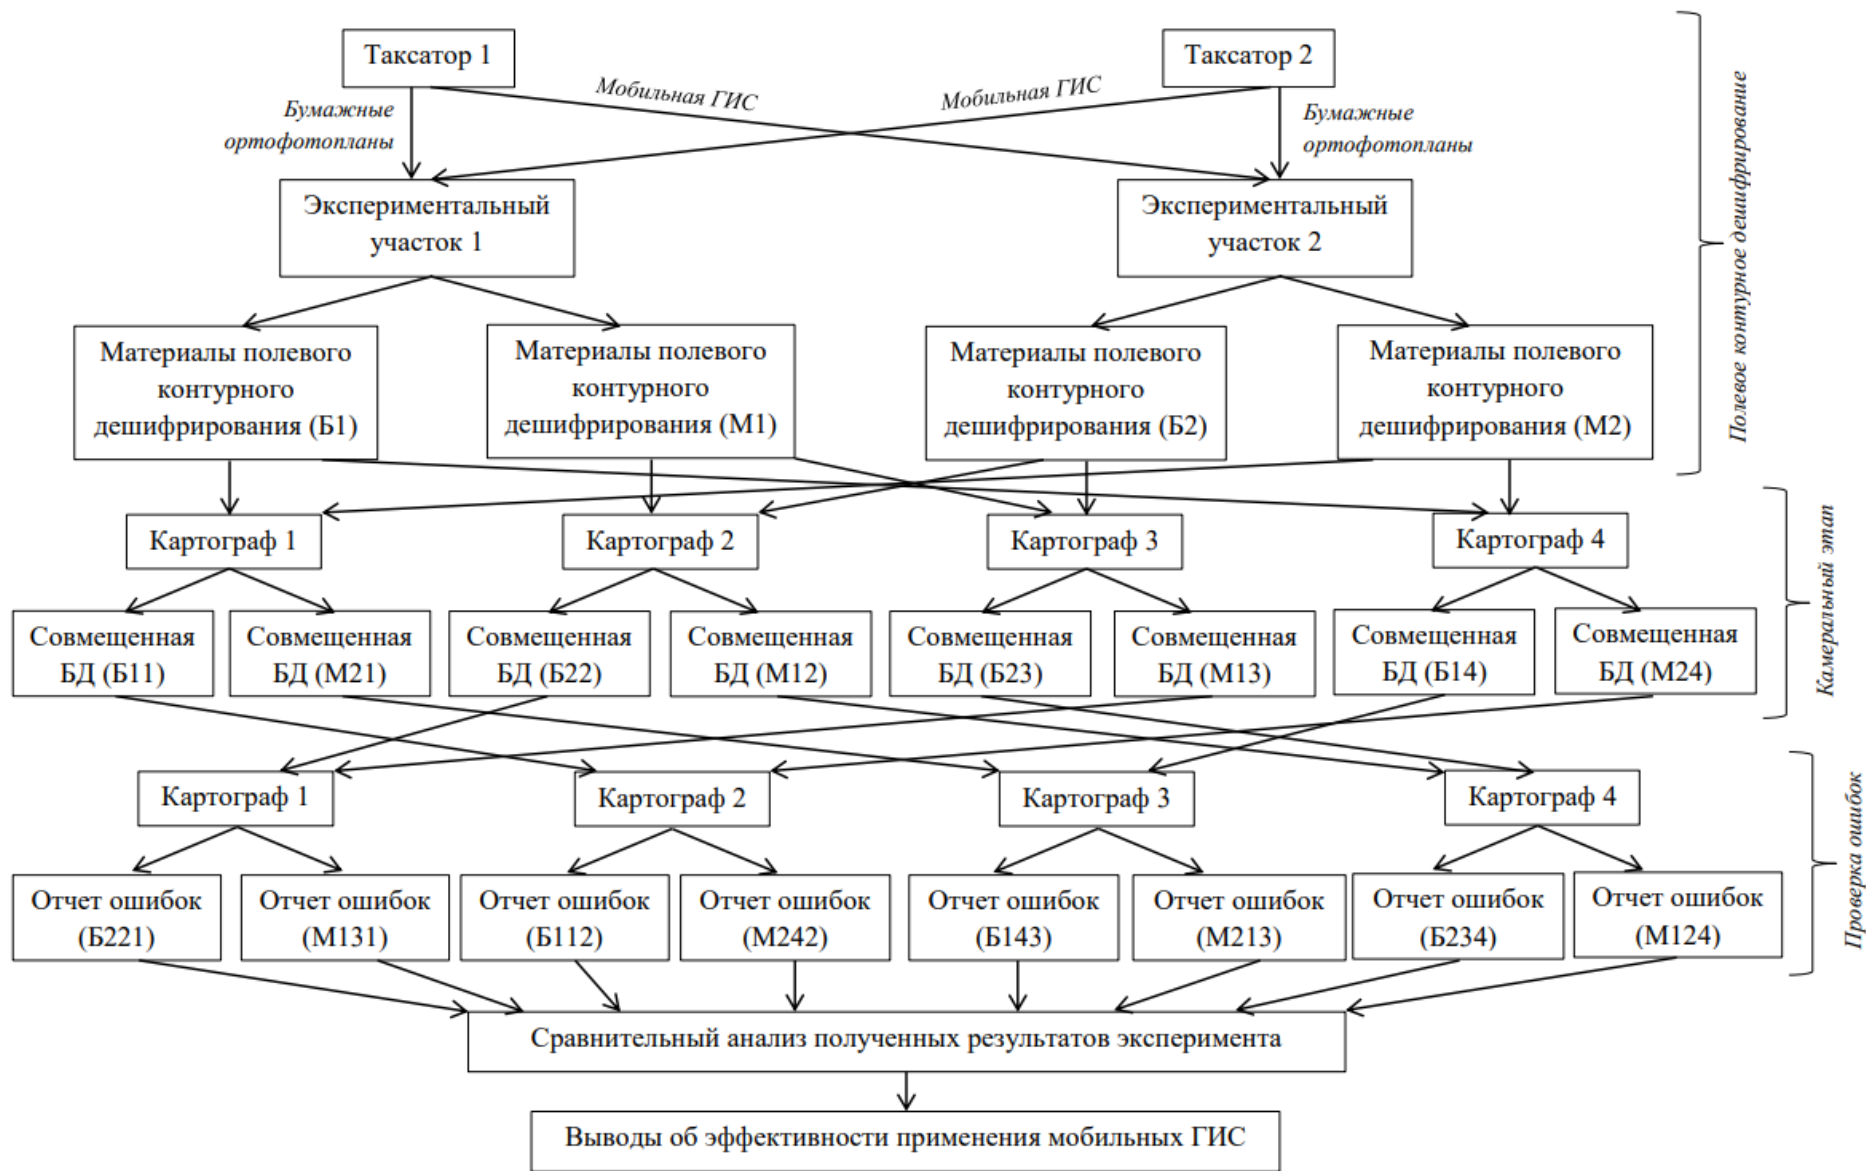 Таксатор 1
Таксатор 2
Мобильная ГИС
Мобильная ГИС
Бумажные
ортофотопланы
Бумажные
ортофотопланы
Экспериментальный
участок 1
Экспериментальный
участок 2
Материалы полевого
контурного
дешифрирования (Б1)
Материалы полевого
контурного
дешифрирования (М1)
Материалы полевого
контурного
дешифрирования (Б2)
Материалы полевого
контурного
дешифрирования (М2)
Полевое контурное дешифрирование
Картограф 1
Картограф 2
Картограф 3
Картограф 4
Совмещенная
БД (Б11)
Совмещенная
БД (М21)
Совмещенная
БД (Б22)
Совмещенная
БД (М12)
Совмещенная
БД (Б23)
Совмещенная
БД (М13)
Совмещенная
БД (Б14)
Совмещенная
БД (М24)
Камеральный этап
Картограф 1
Картограф 2
Картограф 3
Картограф 4
Отчет ошибок
(Б221)
Отчет ошибок
(М131)
Отчет ошибок
(Б112)
Отчет ошибок
(М242)
Отчет ошибок
(Б143)
Отчет ошибок
(М213)
Отчет ошибок
(Б234)
Отчет ошибок
(М124)
Проверка ошибок
Сравнительный анализ полученных результатов эксперимента
Выводы об эффективности применения мобильных ГИС